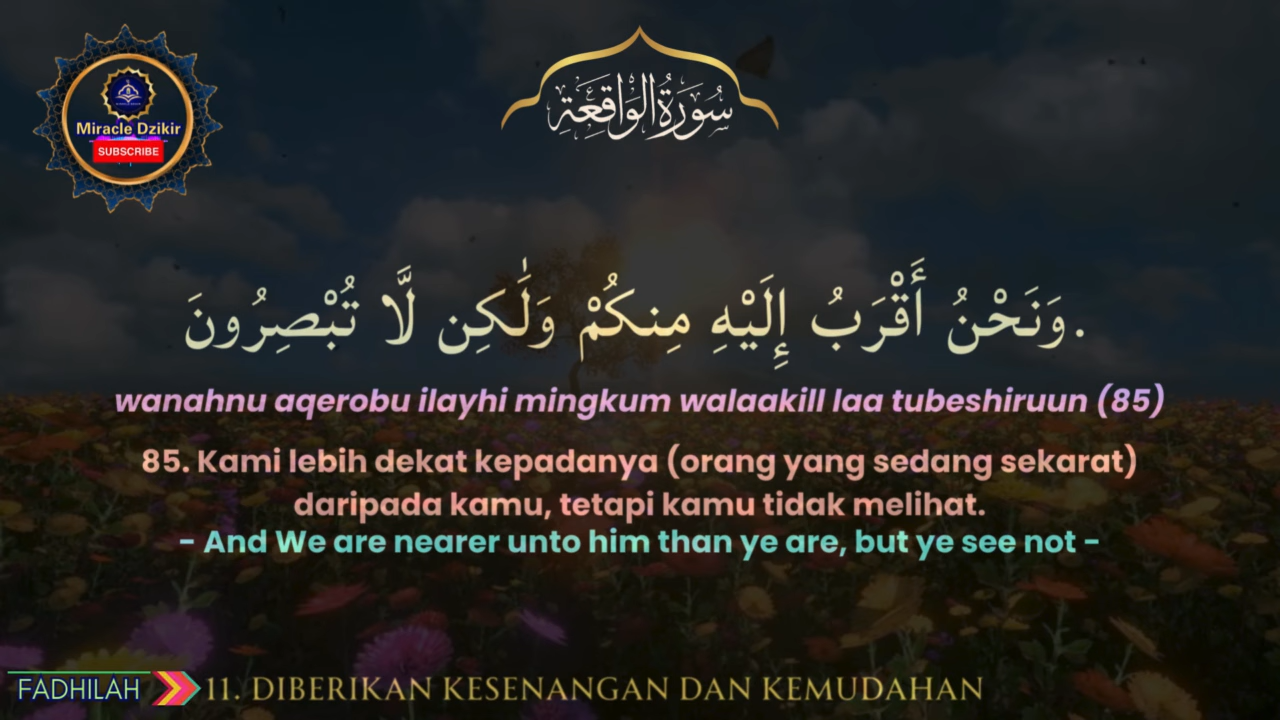 Miracle Dzikir
SUBSCRIBE
سُورَةُ الْوَاقِعَةِ
وَنَحْنُ أَقْرَبُ إِلَيْهِ مِنكُمْ وَلَٰكِن لَّا تُبْصِرُونَ.
wanahnu aqerobu ilayhi mingkum walaakill laa tubeshiruun (85)
85. Kami lebih dekat kepadanya (orang yang sedang sekarat)
daripada kamu, tetapi kamu tidak melihat.
- And We are nearer unto him than ye are, but ye see not -
FADHILAH 11. DIBERIKAN KESENANGAN DAN KEMUDAHAN